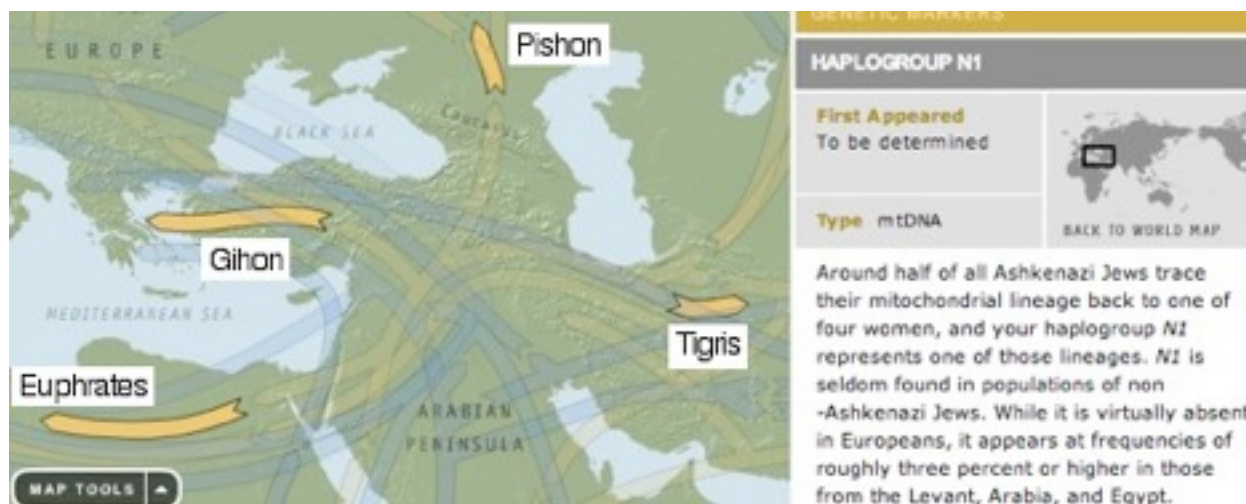 EUROPE
Pishon
Caucasus
BLACK SEA
Gihon
MEDITERRANEAN SEA
Tigris
Euphrates
ARABIAN
PENINSULA
MAP TOOLS
GENETIC MARKERS
HAPLOGROUP N1
First Appeared
To be determined
Type mtDNA
BACK TO WORLD MAP
Around half of all Ashkenazi Jews trace
their mitochondrial lineage back to one of
four women, and your haplogroup N1
represents one of those lineages. N1 is
seldom found in populations of non
-Ashkenazi Jews. While it is virtually absent
in Europeans, it appears at frequencies of
roughly three percent or higher in those
from the Levant, Arabia, and Egypt.